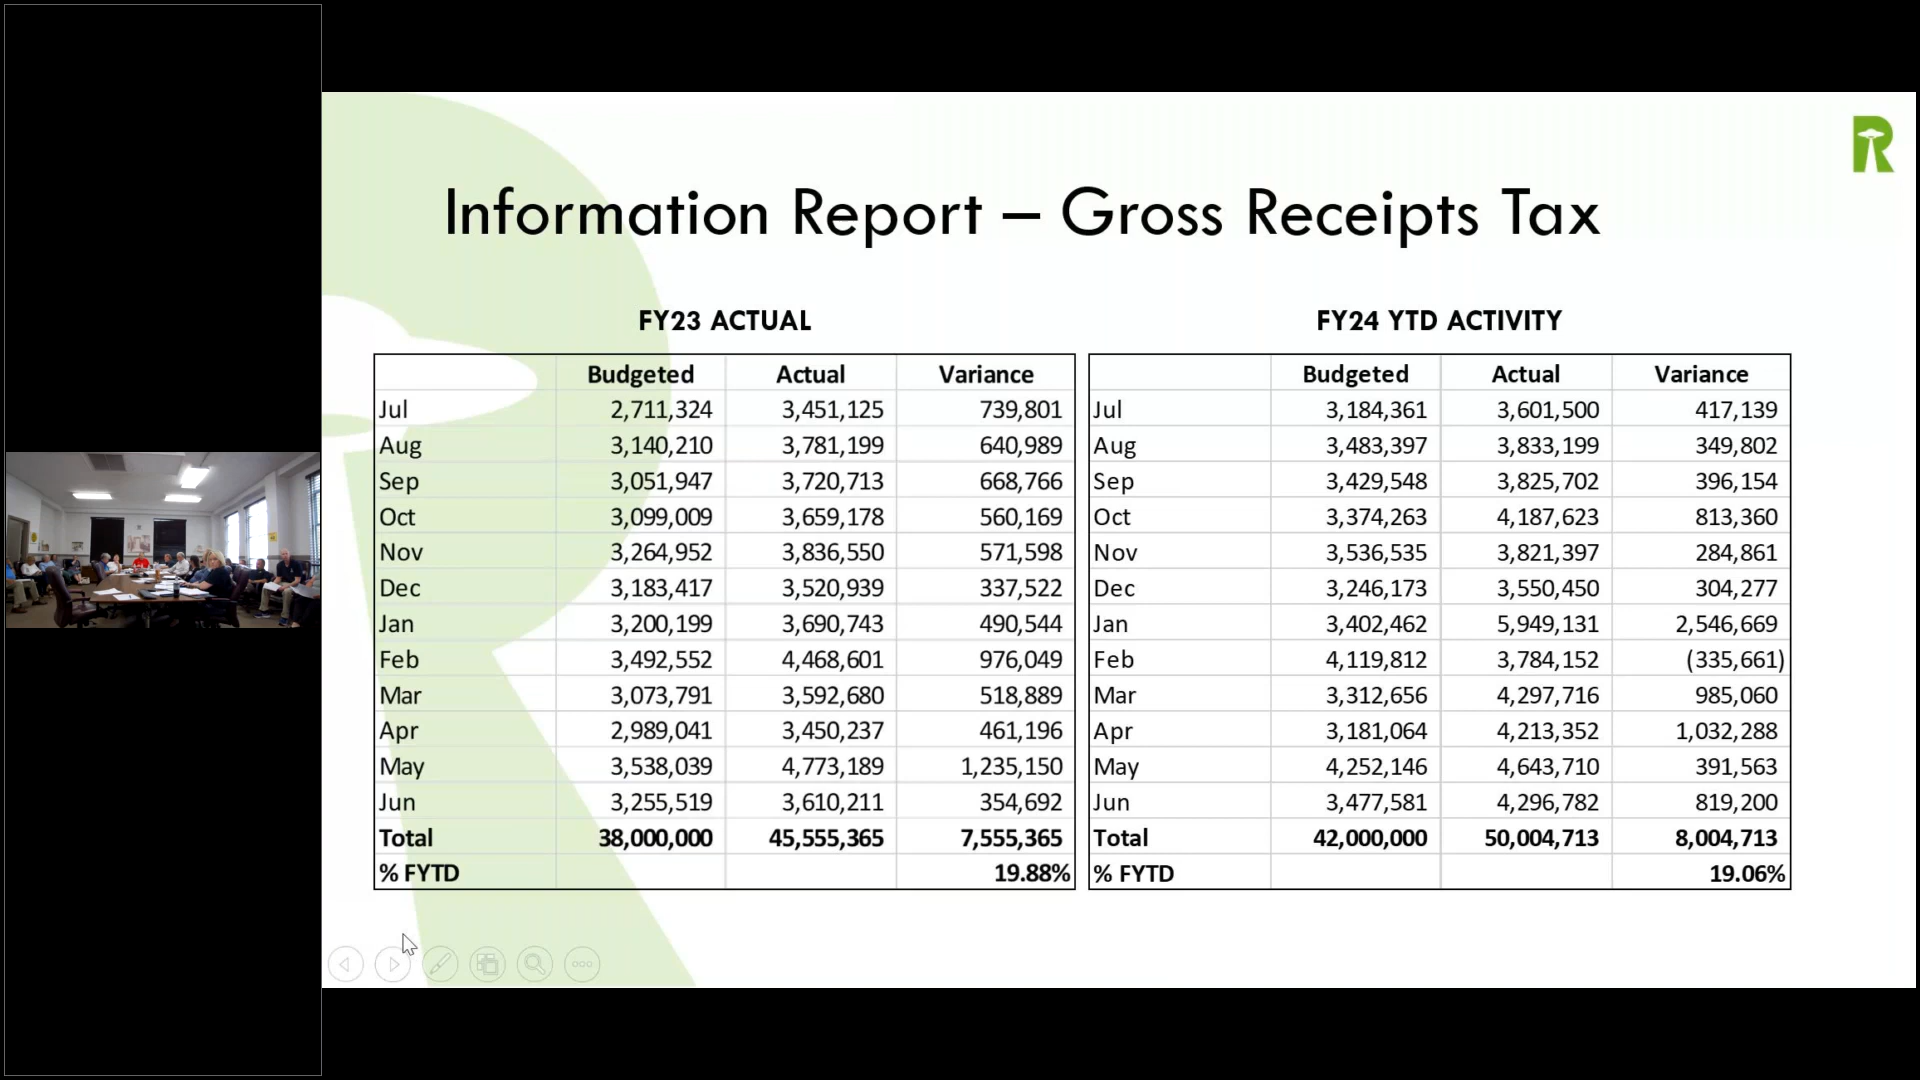 R
Information Report – Gross Receipts Tax
FY23 ACTUAL
Budgeted Actual Variance
Jul 2,711,324 3,451,125 739,801
Aug 3,140,210 3,781,199 640,989
Sep 3,051,947 3,720,713 668,766
Oct 3,099,009 3,659,178 560,169
Nov 3,264,952 3,836,550 571,598
Dec 3,183,417 3,520,939 337,522
Jan 3,200,199 3,690,743 490,544
Feb 3,492,552 4,468,601 976,049
Mar 3,073,791 3,592,680 518,889
Apr 2,989,041 3,450,237 461,196
May 3,538,039 4,773,189 1,235,150
Jun 3,255,519 3,610,211 354,692
Total 38,000,000 45,555,365 7,555,365
% FYTD 19.88%
FY24 YTD ACTIVITY
Budgeted Actual Variance
Jul 3,184,361 3,601,500 417,139
Aug 3,483,397 3,833,199 349,802
Sep 3,429,548 3,825,702 396,154
Oct 3,374,263 4,187,623 813,360
Nov 3,536,535 3,821,397 284,861
Dec 3,246,173 3,550,450 304,277
Jan 3,402,462 5,949,131 2,546,669
Feb 4,119,812 3,784,152 (335,661)
Mar 3,312,656 4,297,716 985,060
Apr 3,181,064 4,213,352 1,032,288
May 4,252,146 4,643,710 391,563
Jun 3,477,581 4,296,782 819,200
Total 42,000,000 50,004,713 8,004,713
% FYTD 19.06%